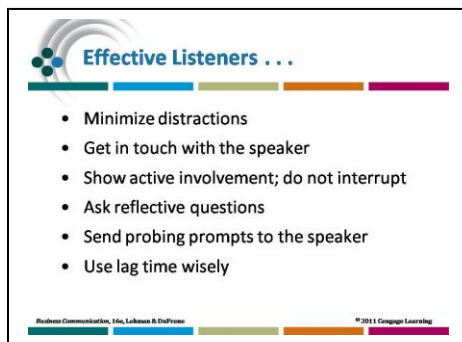 Effective Listeners . . .
• Minimize distractions
• Get in touch with the speaker
• Show active involvement; do not interrupt
• Ask reflective questions
• Send probing prompts to the speaker
• Use lag time wisely
Business Communication, 16e, Lehman & DuFrene
© 2011 Cengage Learning